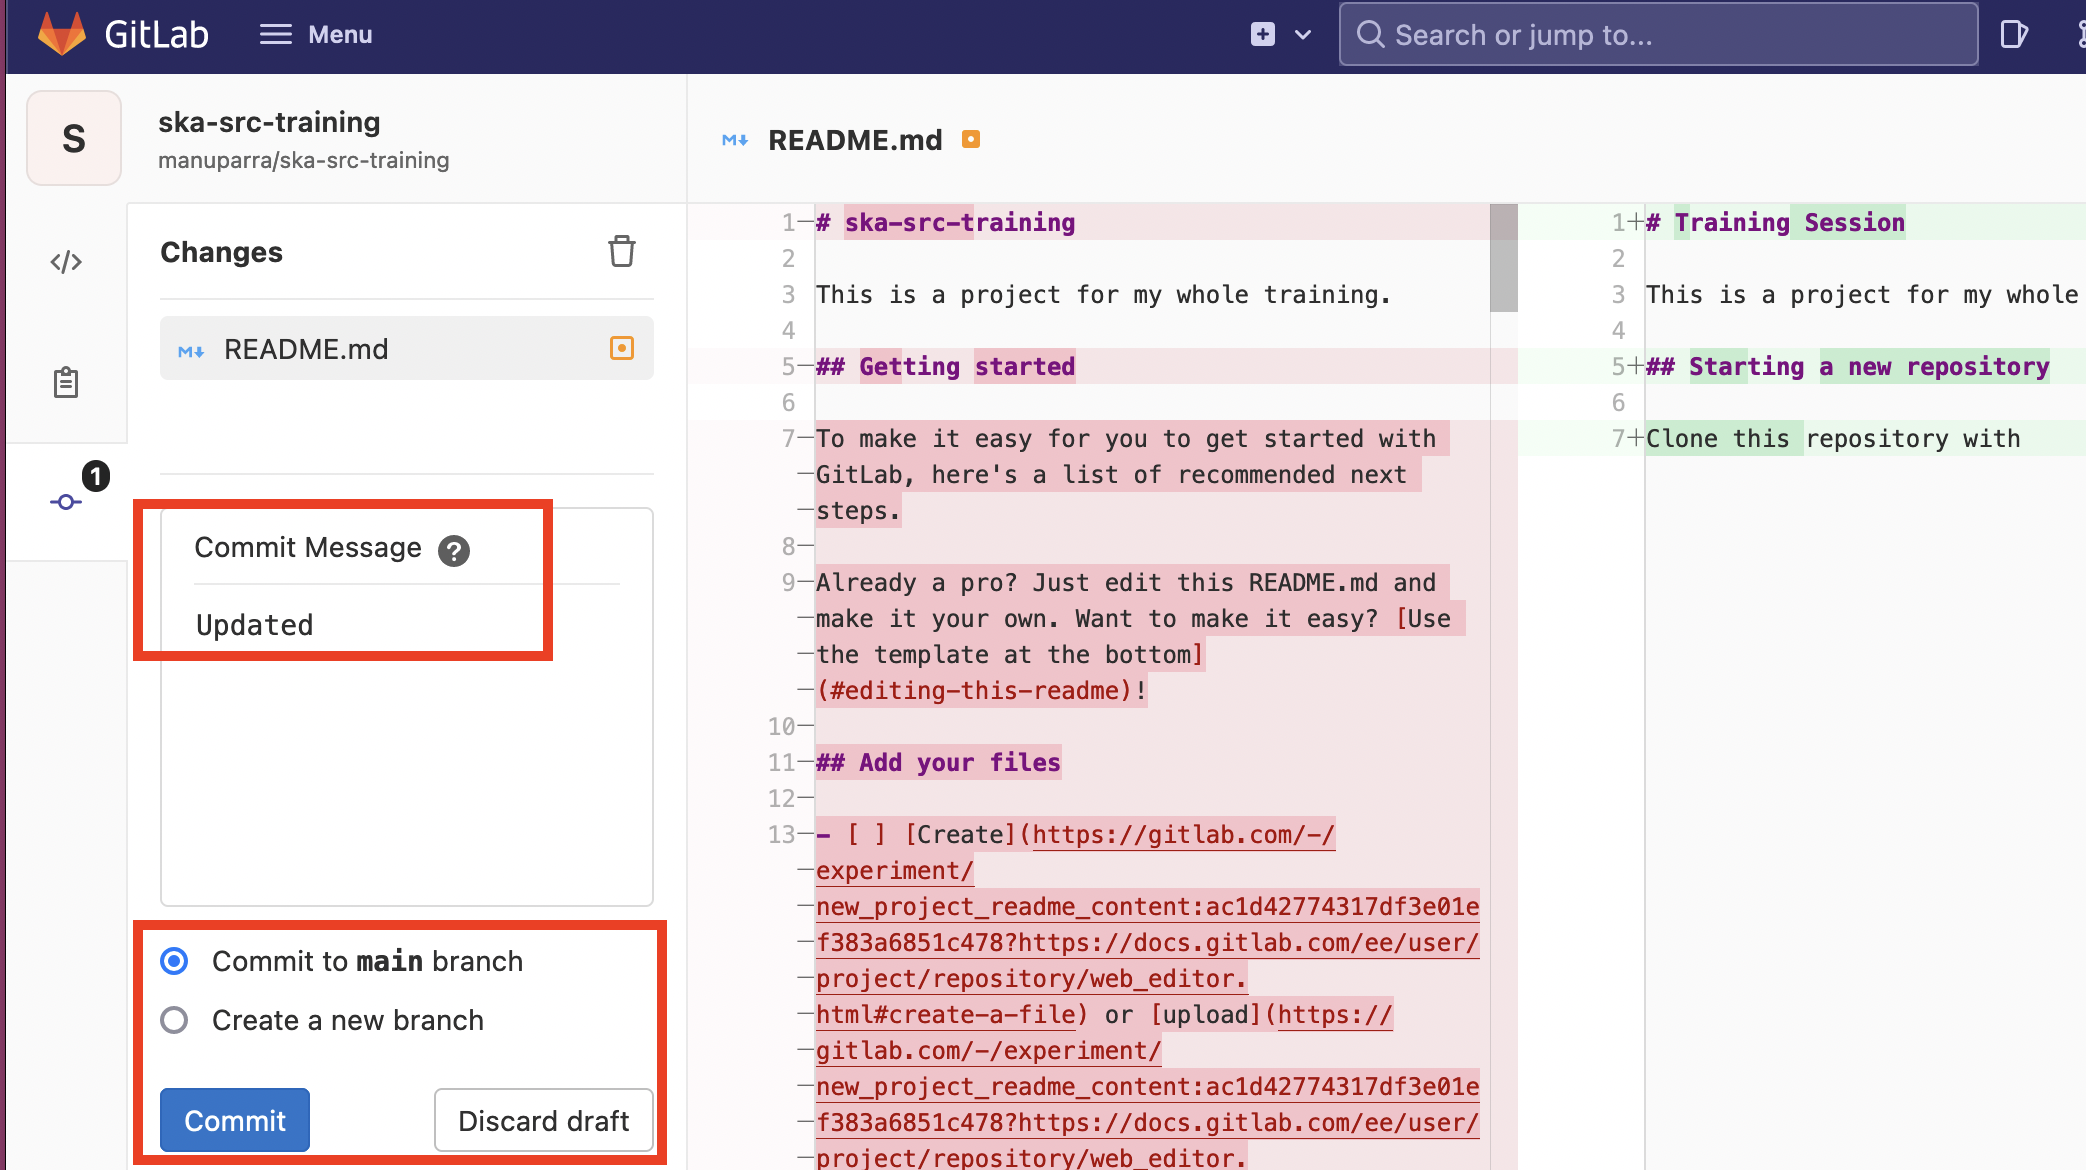 GitLab Menu Search or jump to...
S
ska-src-training
manuparra/ska-src-training
README.md
Changes
README.md
1
Commit Message ?
Updated
Commit to main branch
Create a new branch
Commit Discard draft
1 # ska-src-training
2
3 This is a project for my whole training.
4
5 ## Getting started
6
7 To make it easy for you to get started with
GitLab, here's a list of recommended next
steps.
8
9 Already a pro? Just edit this README.md and
make it your own. Want to make it easy? [Use
the template at the bottom]
(#editing-this-readme)!
10
11 ## Add your files
12
13 - [ ] [Create](https://gitlab.com/-/
experiment/
new_project_readme_content:ac1d42774317df3e01e
f383a6851c478?https://docs.gitlab.com/ee/user/
project/repository/web_editor.
html#create-a-file) or [upload](https://
gitlab.com/-/experiment/
new_project_readme_content:ac1d42774317df3e01e
f383a6851c478?https://docs.gitlab.com/ee/user/
project/repository/web_editor.
1+ # Training Session
2
3 This is a project for my whole
4
5+ ## Starting a new repository
6
7+ Clone this repository with